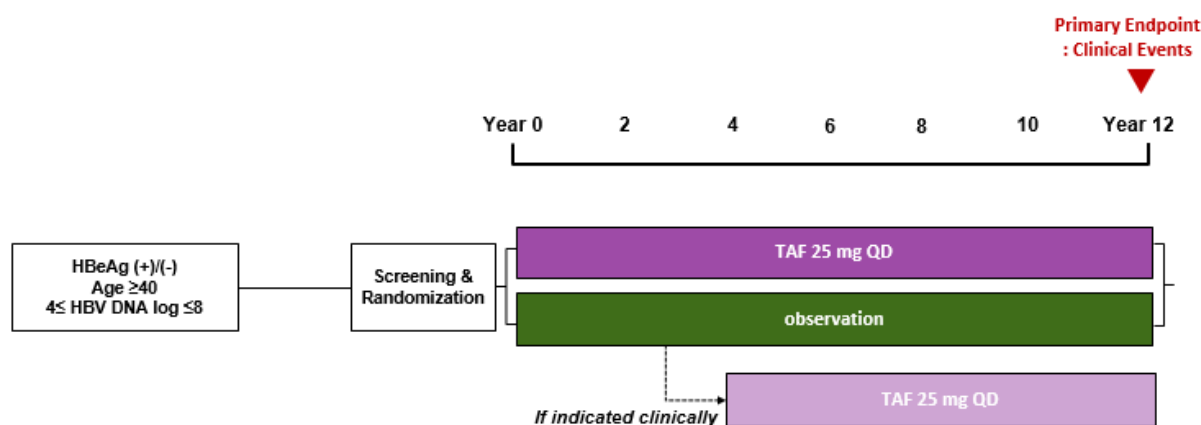 Primary Endpoint
: Clinical Events
Year 0 2 4 6 8 10 Year 12
HBeAg (+)/(-)
Age ≥40
4≤ HBV DNA log ≤8
Screening &
Randomization
TAF 25 mg QD
observation
If indicated clinically
TAF 25 mg QD